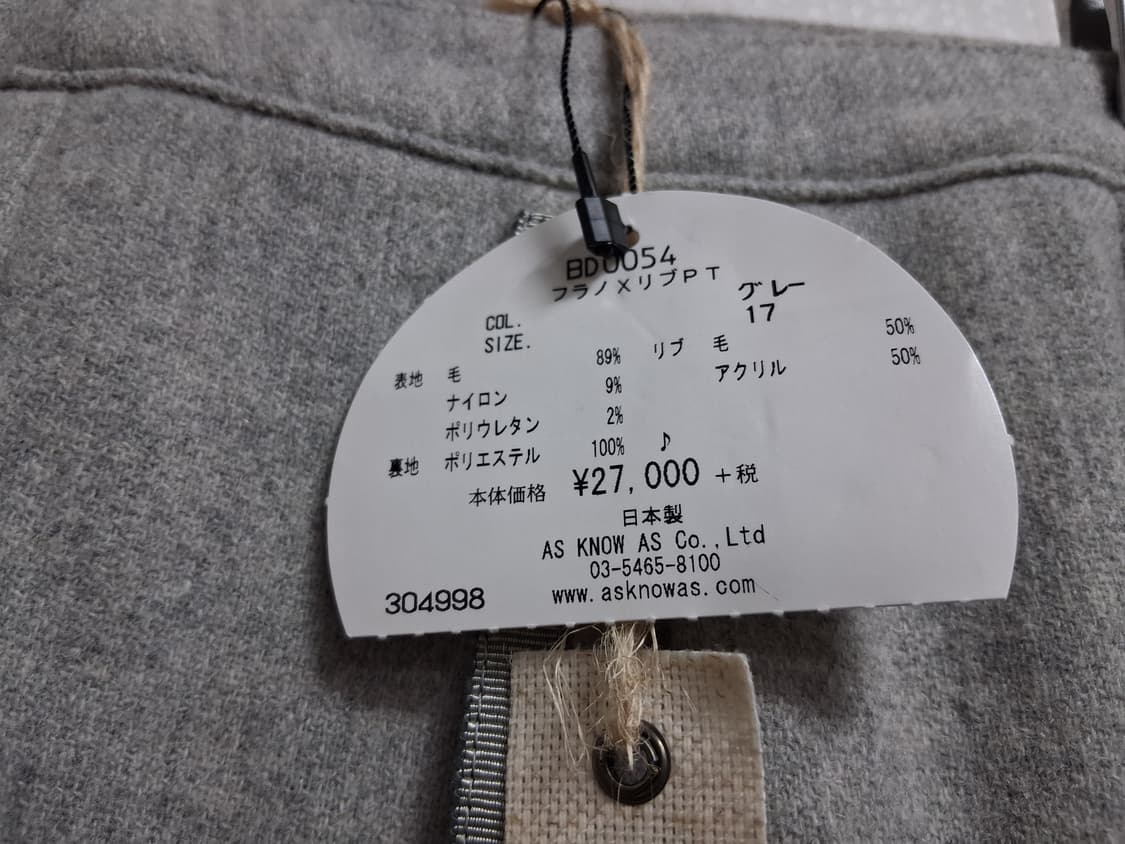 BD0054
フラノXリブPT
COL. グレー
SIZE. 17
表地 毛 89% リブ 毛 50%
ナイロン 9% アクリル 50%
ポリウレタン 2%
裏地 ポリエステル 100% ♪
本体価格 ¥27,000 +税
日本製
AS KNOW AS Co.,Ltd
03-5465-8100
304998 www.asknowas.com